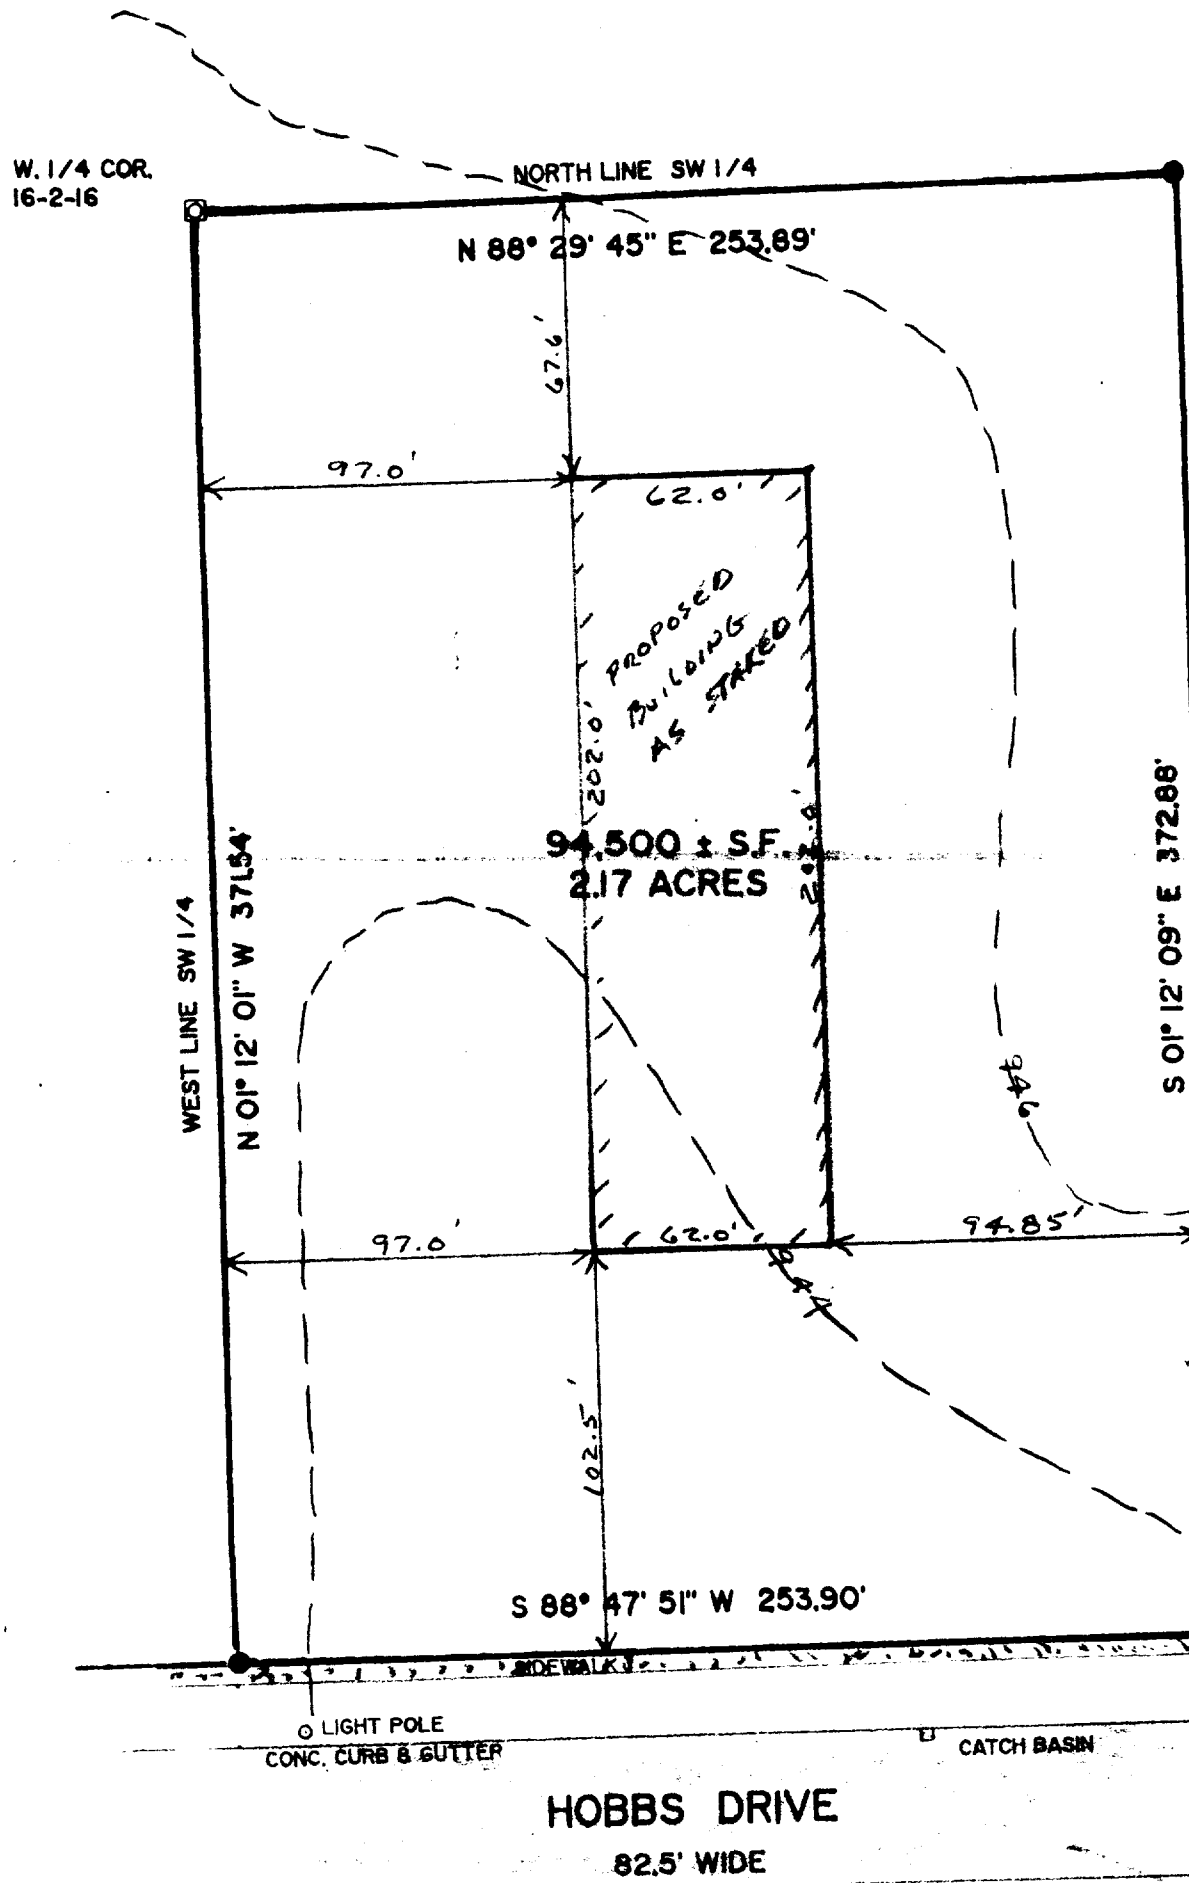 W. 1/4 COR.
16-2-16
NORTH LINE SW 1/4
N 88° 29' 45" E 253.89'
67.6'
97.0'
62.0'
PROPOSED
BUILDING
AS STAKED
202.0'
202.0'
94,500 ± S.F.
2.17 ACRES
WEST LINE SW 1/4
N 01° 12' 01" W 371.54'
S 01° 12' 09" E 372.88'
946
97.0'
62.0'
94.85'
944
102.5'
S 88° 47' 51" W 253.90'
SIDEWALK
LIGHT POLE
CONC. CURB & GUTTER
CATCH BASIN
HOBBS DRIVE
82.5' WIDE